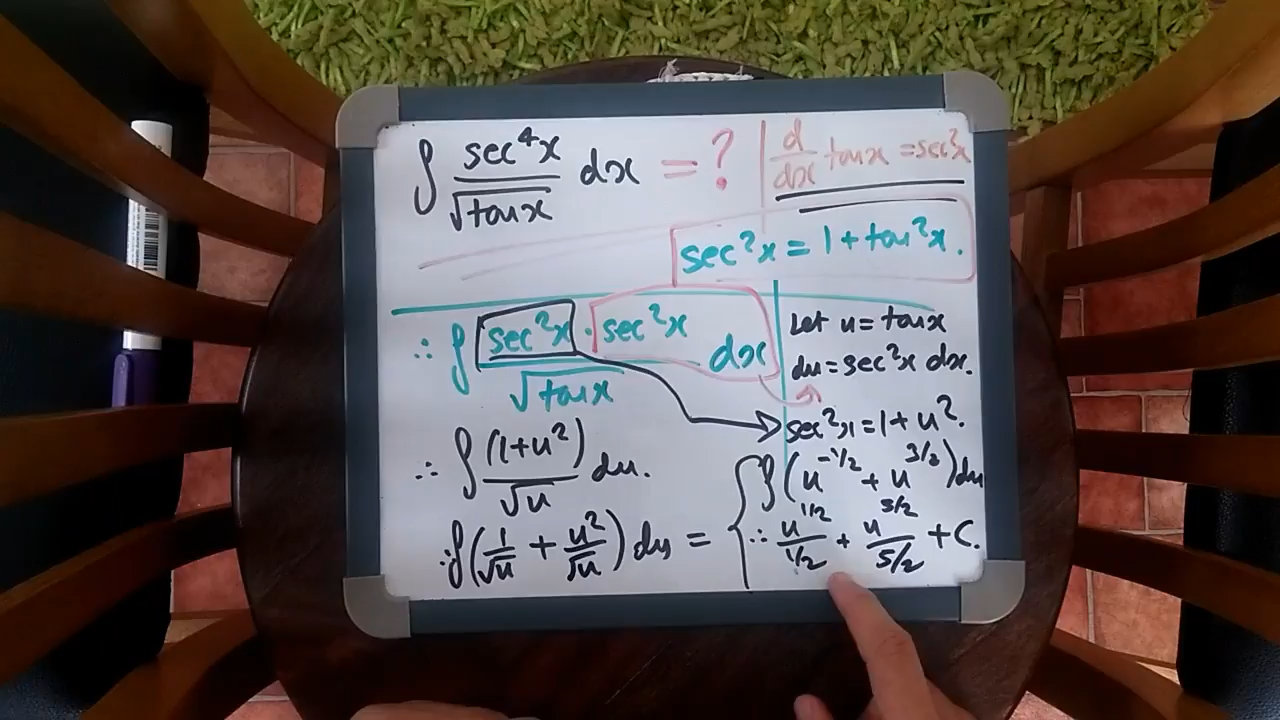 ∫ sec⁴x / √tanx dx = ?
d/dx tanx = sec²x
sec²x = 1 + tan²x.
∴ ∫ sec²x · sec²x dx / √tanx
Let u = tanx
du = sec²x dx.
sec²x = 1 + u².
∴ ∫ (1+u²) / √u du.
∴ ∫ (1/√u + u²/√u) du =
∫ (u^(-1/2) + u^(3/2)) du
∴ u^(1/2) / (1/2) + u^(5/2) / (5/2) + C.